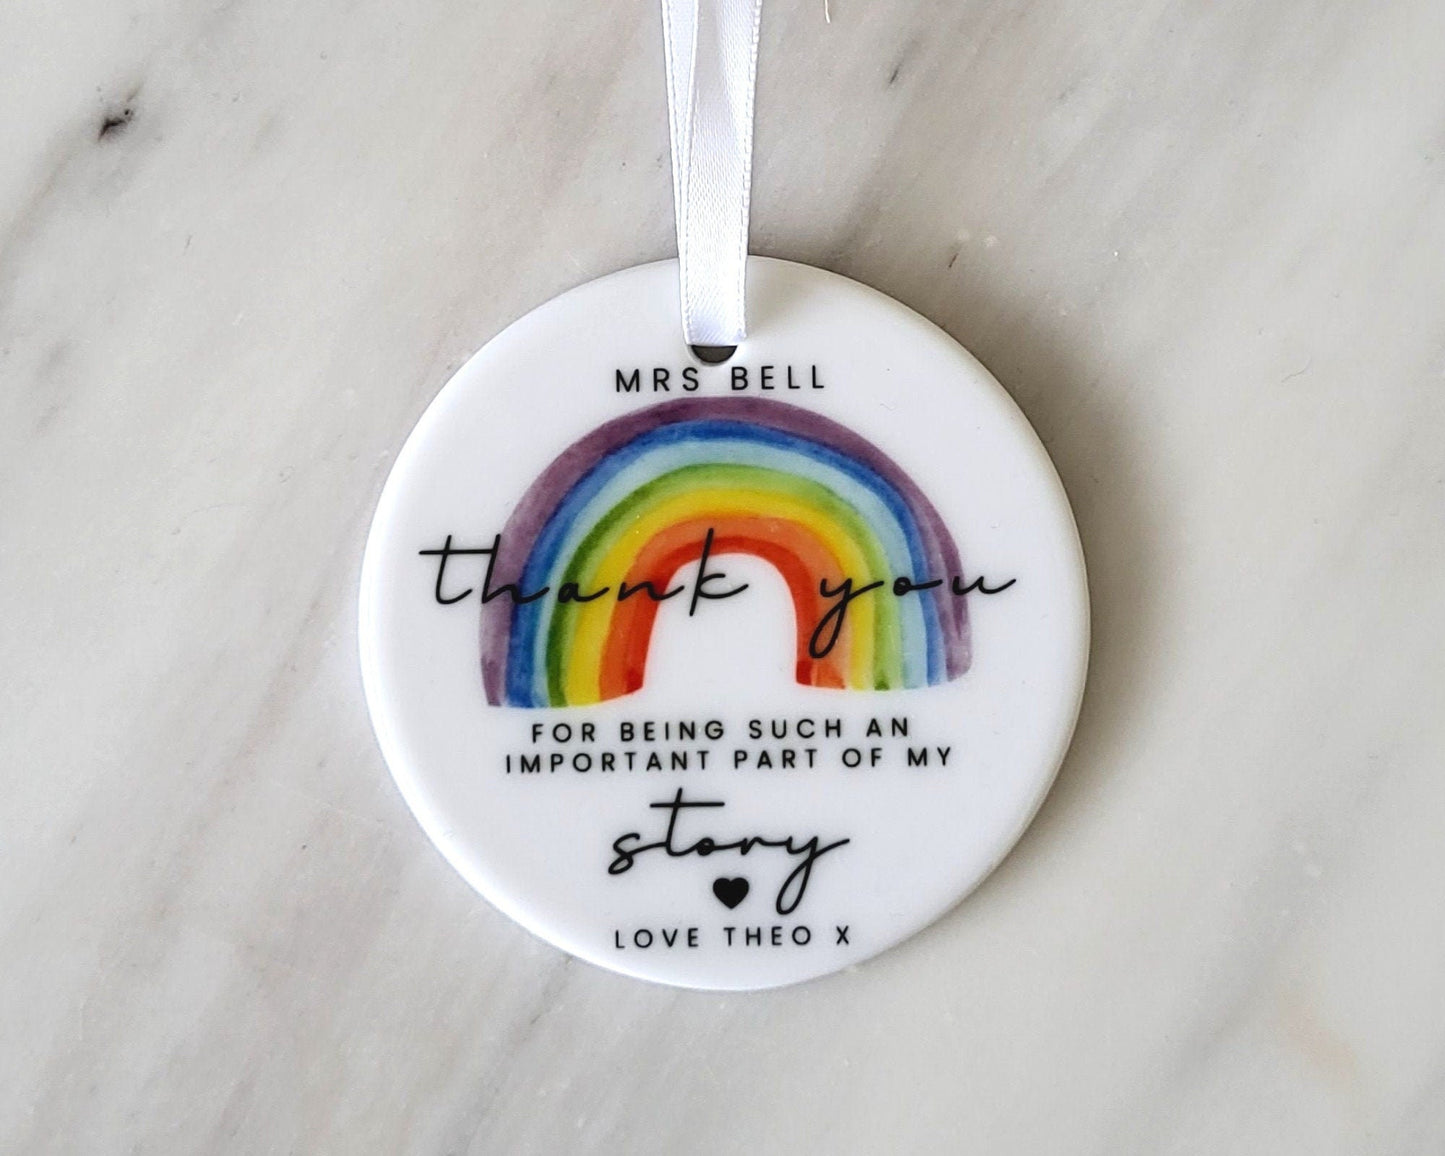 MRS BELL
thank you
FOR BEING SUCH AN
IMPORTANT PART OF MY
story
LOVE THEO X